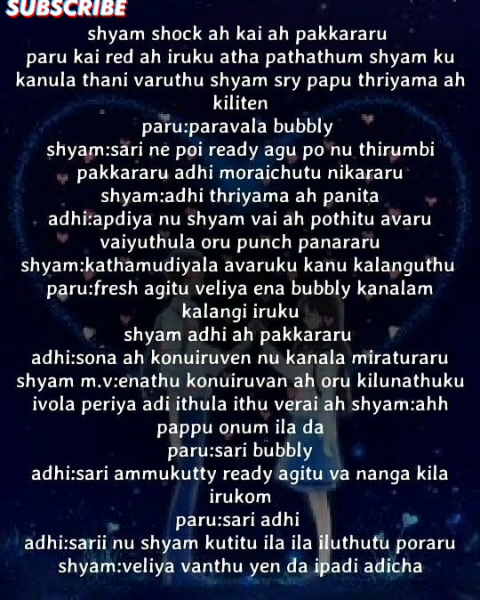 SUBSCRIBE
shyam shock ah kai ah pakkararu
paru kai red ah iruku atha pathathum shyam ku
kanula thani varuthu shyam sry papu thriyama ah
kiliten
paru:paravala bubbly
shyam:sari ne poi ready agu po nu thirumbi
pakkararu adhi moraichutu nikararu
shyam:adhi thriyama ah panita
adhi:apdiya nu shyam vai ah pothitu avaru
vaiyuthula oru punch panararu
shyam:kathamudiyala avaruku kanu kalanguthu
paru:fresh agitu veliya ena bubbly kanalam
kalangi iruku
shyam adhi ah pakkararu
adhi:sona ah konuiruven nu kanala miraturaru
shyam m.v:enathu konuiruvan ah oru kilunathuku
ivola periya adi ithula ithu verai ah shyam:ahh
pappu onum ila da
paru:sari bubbly
adhi:sari ammukutty ready agitu va nanga kila
irukom
paru:sari adhi
adhi:sarii nu shyam kutitu ila ila iluthutu poraru
shyam:veliya vanthu yen da ipadi adicha